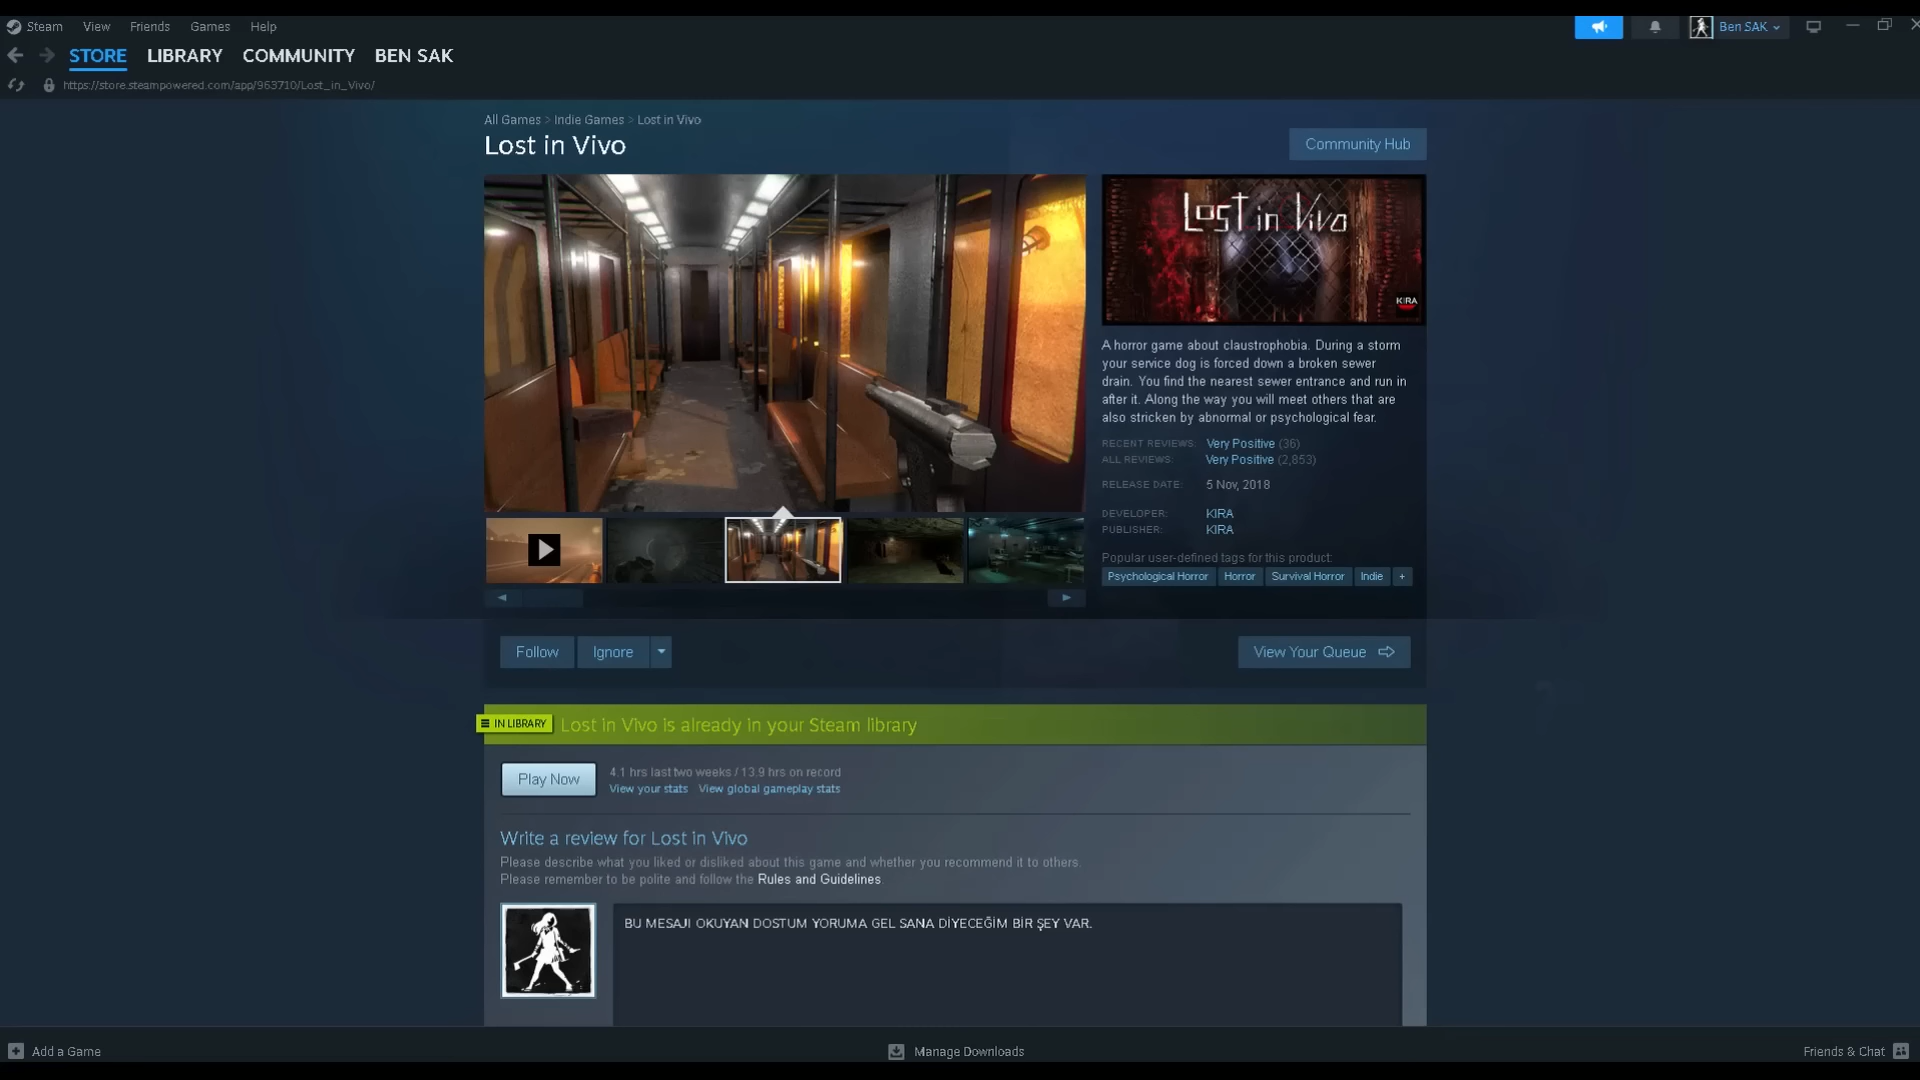 Steam View Friends Games Help
Ben SAK
STORE LIBRARY COMMUNITY BEN SAK
https://store.steampowered.com/app/963710/Lost_in_Vivo/
All Games > Indie Games > Lost in Vivo
Lost in Vivo
Community Hub
Lost in Vivo
KIRA
A horror game about claustrophobia. During a storm
your service dog is forced down a broken sewer
drain. You find the nearest sewer entrance and run in
after it. Along the way you will meet others that are
also stricken by abnormal or psychological fear.
RECENT REVIEWS: Very Positive (36)
ALL REVIEWS: Very Positive (2,853)
RELEASE DATE: 5 Nov, 2018
DEVELOPER: KIRA
PUBLISHER: KIRA
Popular user-defined tags for this product:
Psychological Horror Horror Survival Horror Indie +
Follow Ignore View Your Queue
IN LIBRARY Lost in Vivo is already in your Steam library
Play Now
4.1 hrs last two weeks / 13.9 hrs on record
View your stats View global gameplay stats
Write a review for Lost in Vivo
Please describe what you liked or disliked about this game and whether you recommend it to others.
Please remember to be polite and follow the Rules and Guidelines.
BU MESAJI OKUYAN DOSTUM YORUMA GEL SANA DİYECEĞİM BİR ŞEY VAR.
Add a Game Manage Downloads Friends & Chat